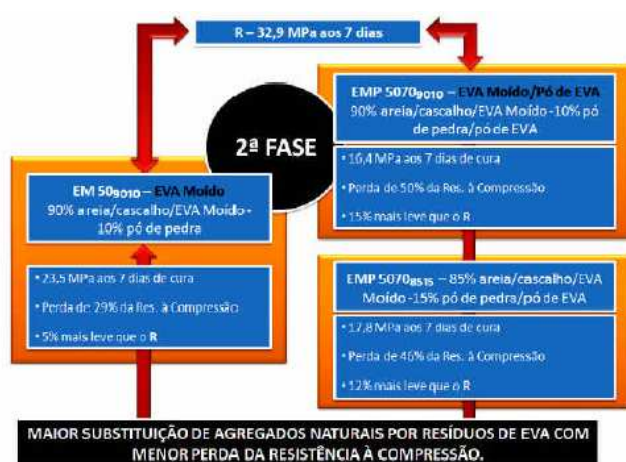 R – 32,9 MPa aos 7 dias
2ª FASE
EM 50₉₀₁₀ – EVA Moído
90% areia/cascalho/EVA Moído -
10% pó de pedra
• 23,5 MPa aos 7 dias de cura
• Perda de 29% da Res. à Compressão
• 5% mais leve que o R
EMP 5070₉₀₁₀ – EVA Moído/Pó de EVA
90% areia/cascalho/EVA Moído -10% pó
de pedra/pó de EVA
• 16,4 MPa aos 7 dias de cura
• Perda de 50% da Res. à Compressão
• 15% mais leve que o R
EMP 5070₈₅₁₅ – 85% areia/cascalho/EVA
Moído -15% pó de pedra/pó de EVA
• 17,8 MPa aos 7 dias de cura
• Perda de 46% da Res. à Compressão
• 12% mais leve que o R
MAIOR SUBSTITUIÇÃO DE AGREGADOS NATURAIS POR RESÍDUOS DE EVA COM
MENOR PERDA DA RESISTÊNCIA À COMPRESSÃO.